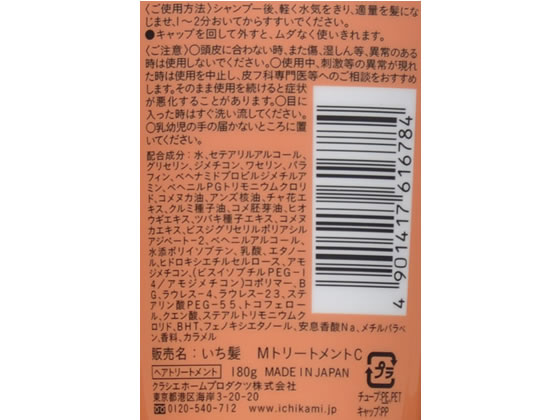 〈ご使用方法〉シャンプー後、軽く水気をきり、適量を髪になじ
ませ、1～2分おいてからすすいでください。
●キャップを回して外すと、ムダなく使いきれます。
〈ご注意〉○頭皮に合わない時、また傷、湿しん等、異常のある
時は使用しないでください。○使用中、刺激等の異常が現れ
た時は使用を中止し、皮フ科専門医等へのご相談をおすすめ
します。そのまま使用を続けると症状
が悪化することがあります。○目に
入った時はすぐ洗い流してください。
○乳幼児の手の届かないところに置
いてください。
配合成分:水、セテアリルアルコール、
グリセリン、ジメチコン、ワセリン、パラ
フィン、ベヘナミドプロピルジメチルア
ミン、ベヘニルPGトリモニウムクロリ
ド、コメヌカ油、アンズ核油、チャ花エ
キス、クルミ種子油、コメ胚芽油、ヒオ
ウギエキス、ツバキ種子エキス、コメヌ
カエキス、ビスジグリセリルポリアシル
アジペート-2、ベヘニルアルコール、
水添ポリイソブテン、乳酸、エタノー
ル、ヒドロキシエチルセルロース、アモ
ジメチコン、(ビスイソブチルPEG-1
4/アモジメチコン)コポリマー、B
G、ラウレス-4、ラウレス-23、ステ
アリン酸PEG-55、トコフェロー
ル、クエン酸、ステアルトリモニウムク
ロリド、BHT、フェノキシエタノール、安息香酸Na、メチルパラベ
ン、香料、カラメル
4 901417 616784
販売名:いち髪 MトリートメントC
ヘアトリートメント 180g MADE IN JAPAN
クラシエホームプロダクツ株式会社
東京都港区海岸3-20-20
0120-540-712 www.ichikami.jp/
プラ
チューブ:PE,PET
キャップ:PP